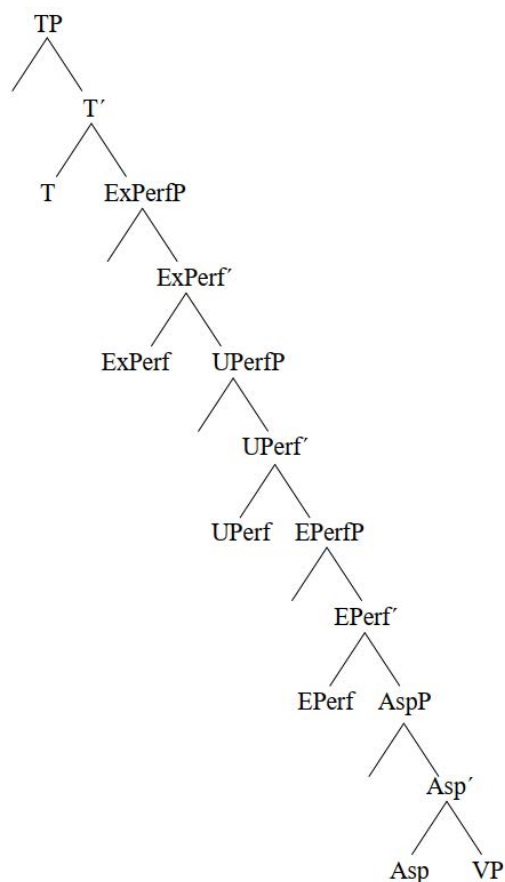 TP
T´
T ExPerfP
ExPerf´
ExPerf UPerfP
UPerf´
UPerf EPerfP
EPerf´
EPerf AspP
Asp´
Asp VP